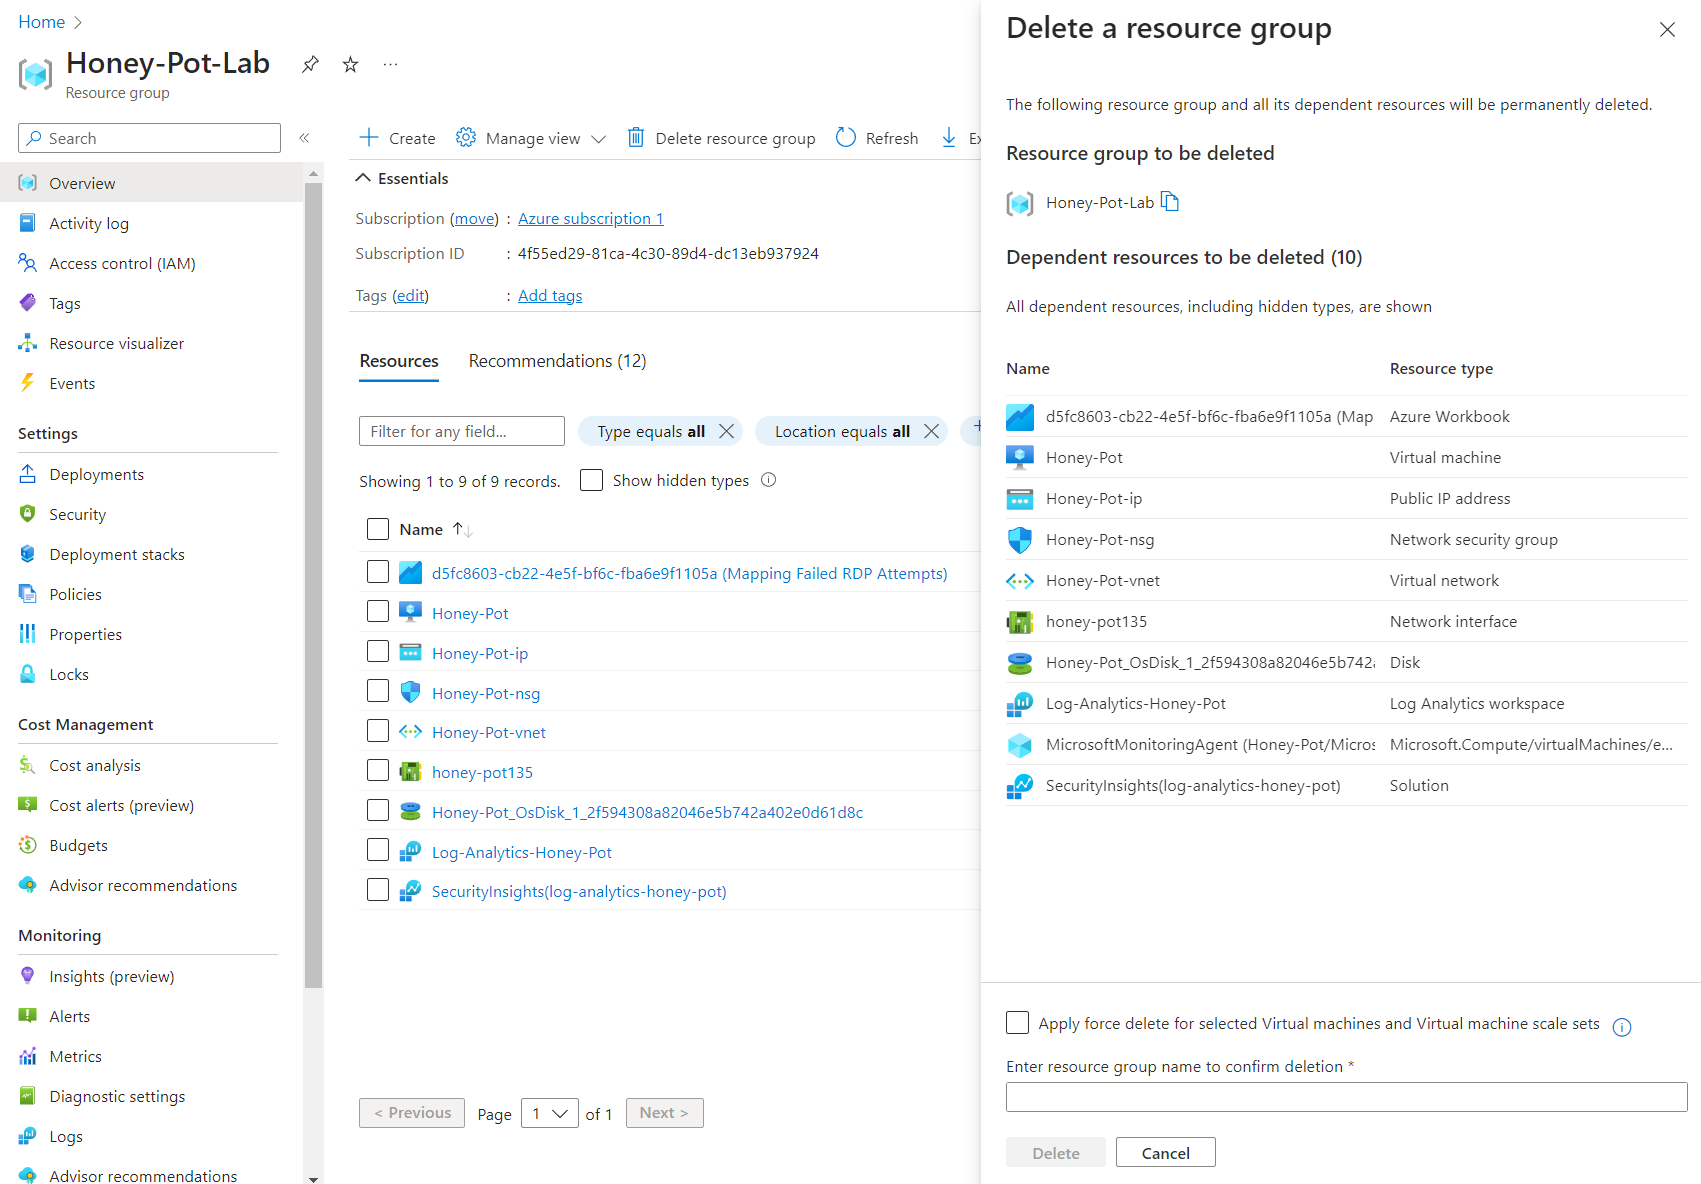 Home
Honey-Pot-Lab
Resource group
Search
Overview
Activity log
Access control (IAM)
Tags
Resource visualizer
Events
Settings
Deployments
Security
Deployment stacks
Policies
Properties
Locks
Cost Management
Cost analysis
Cost alerts (preview)
Budgets
Advisor recommendations
Monitoring
Insights (preview)
Alerts
Metrics
Diagnostic settings
Logs
Advisor recommendations
Create Manage view Delete resource group Refresh Ex
Essentials
Subscription (move) : Azure subscription 1
Subscription ID : 4f55ed29-81ca-4c30-89d4-dc13eb937924
Tags (edit) : Add tags
Resources Recommendations (12)
Filter for any field... Type equals all Location equals all
Showing 1 to 9 of 9 records. Show hidden types
Name
d5fc8603-cb22-4e5f-bf6c-fba6e9f1105a (Mapping Failed RDP Attempts)
Honey-Pot
Honey-Pot-ip
Honey-Pot-nsg
Honey-Pot-vnet
honey-pot135
Honey-Pot_OsDisk_1_2f594308a82046e5b742a402e0d61d8c
Log-Analytics-Honey-Pot
SecurityInsights(log-analytics-honey-pot)
< Previous Page 1 of 1 Next >
Delete a resource group
The following resource group and all its dependent resources will be permanently deleted.
Resource group to be deleted
Honey-Pot-Lab
Dependent resources to be deleted (10)
All dependent resources, including hidden types, are shown
Name Resource type
d5fc8603-cb22-4e5f-bf6c-fba6e9f1105a (Map Azure Workbook
Honey-Pot Virtual machine
Honey-Pot-ip Public IP address
Honey-Pot-nsg Network security group
Honey-Pot-vnet Virtual network
honey-pot135 Network interface
Honey-Pot_OsDisk_1_2f594308a82046e5b742a Disk
Log-Analytics-Honey-Pot Log Analytics workspace
MicrosoftMonitoringAgent (Honey-Pot/Micros Microsoft.Compute/virtualMachines/e...
SecurityInsights(log-analytics-honey-pot) Solution
Apply force delete for selected Virtual machines and Virtual machine scale sets
Enter resource group name to confirm deletion *
Delete Cancel